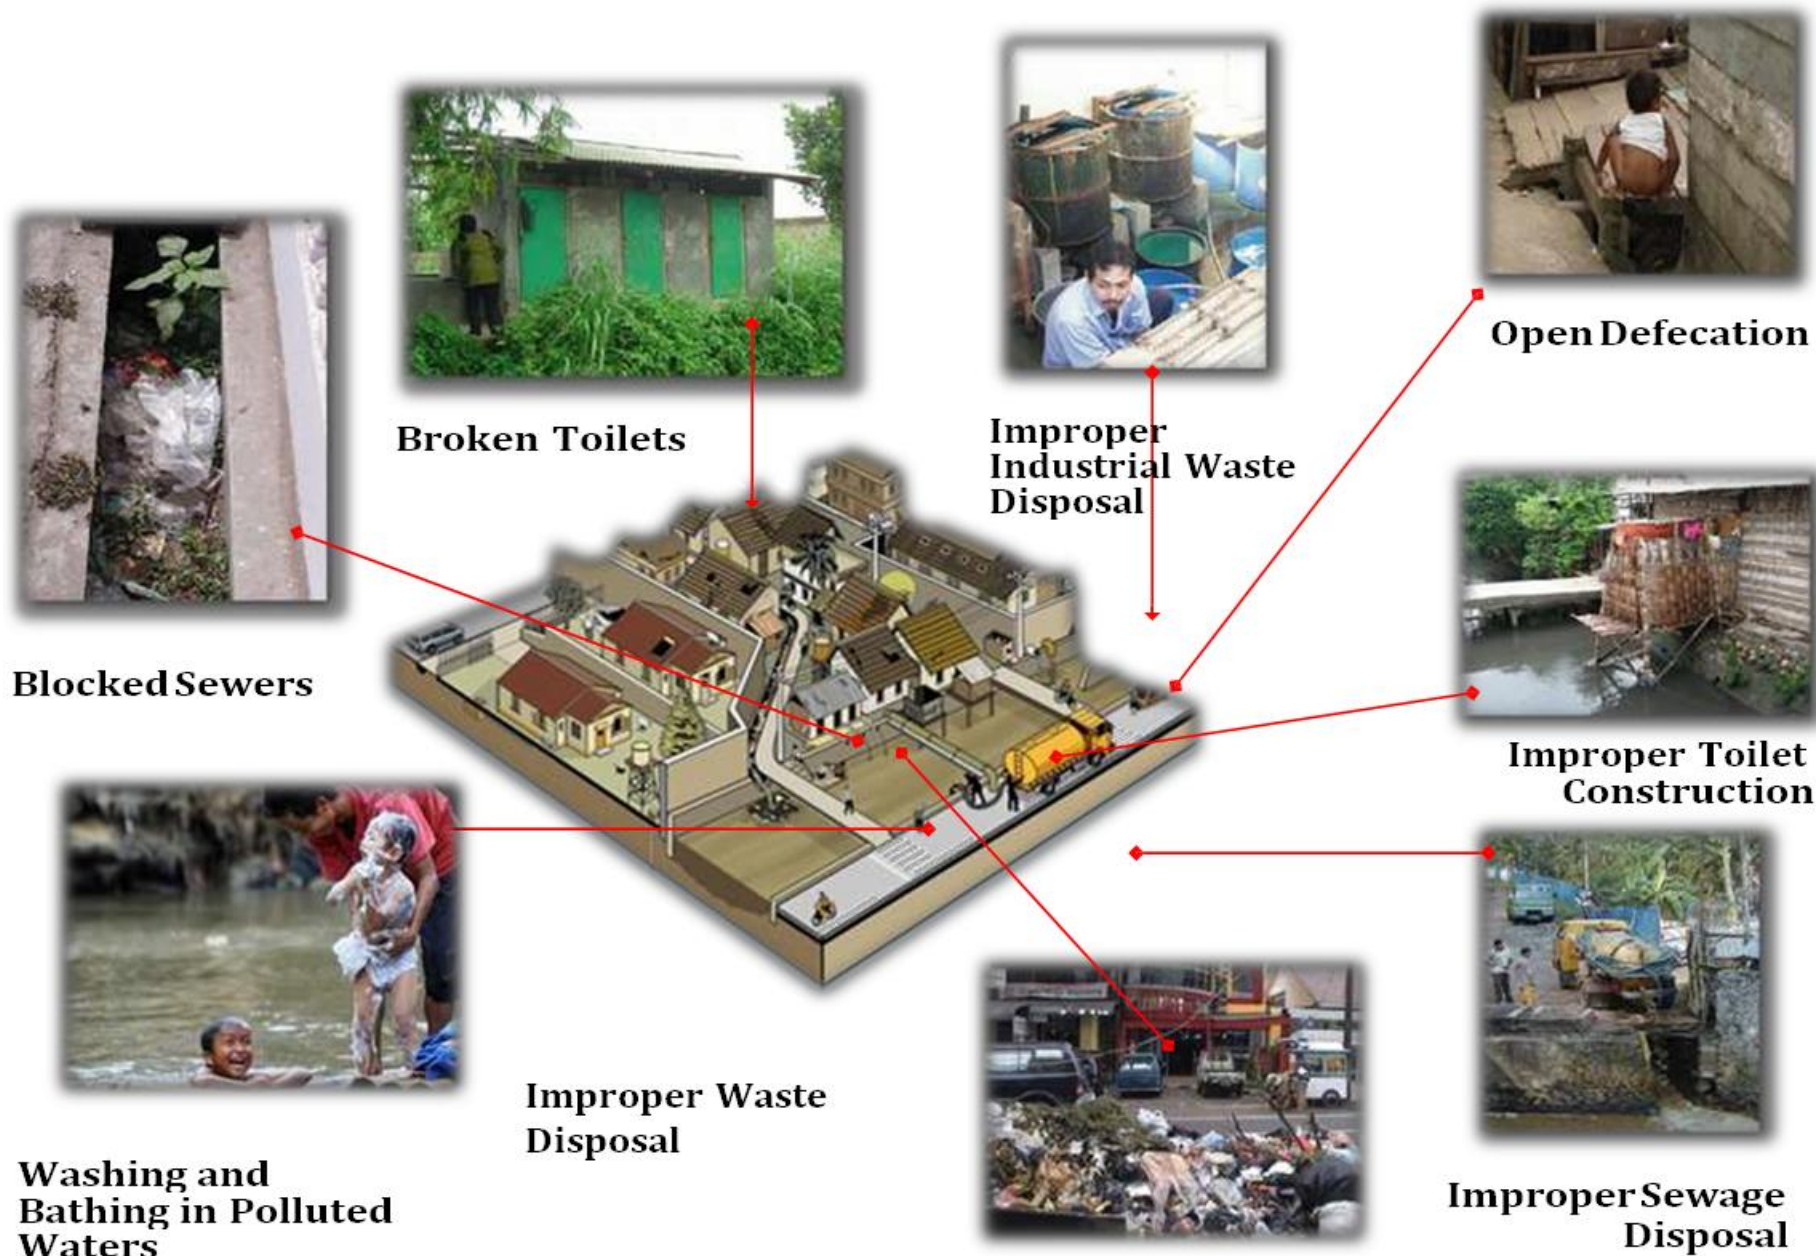 Open Defecation
Broken Toilets
Improper
Industrial Waste
Disposal
Blocked Sewers
Improper Toilet
Construction
Improper Waste
Disposal
Washing and
Bathing in Polluted
Waters
Improper Sewage
Disposal